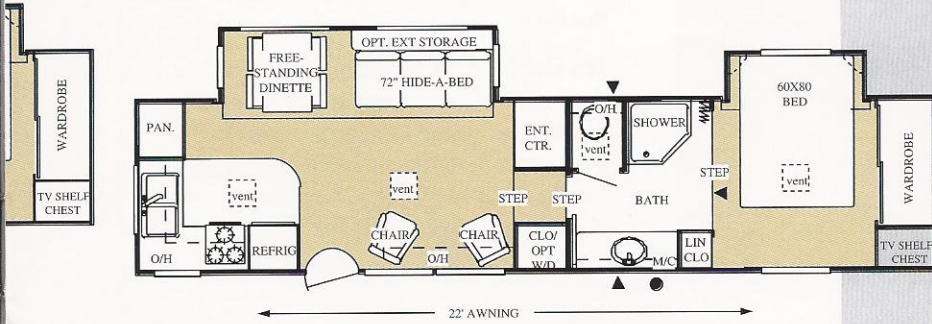 WARDROBE
TV SHELF
CHEST
OPT. EXT STORAGE
FREE-
STANDING
DINETTE
72" HIDE-A-BED
PAN.
ENT.
CTR.
O/H
vent
SHOWER
60X80
BED
vent
WARDROBE
STEP
vent
vent
STEP
STEP
BATH
CHAIR
CHAIR
O/H
REFRIG
O/H
CLO/
OPT
W/D
M/C
LIN
CLO
TV SHELF
CHEST
22' AWNING